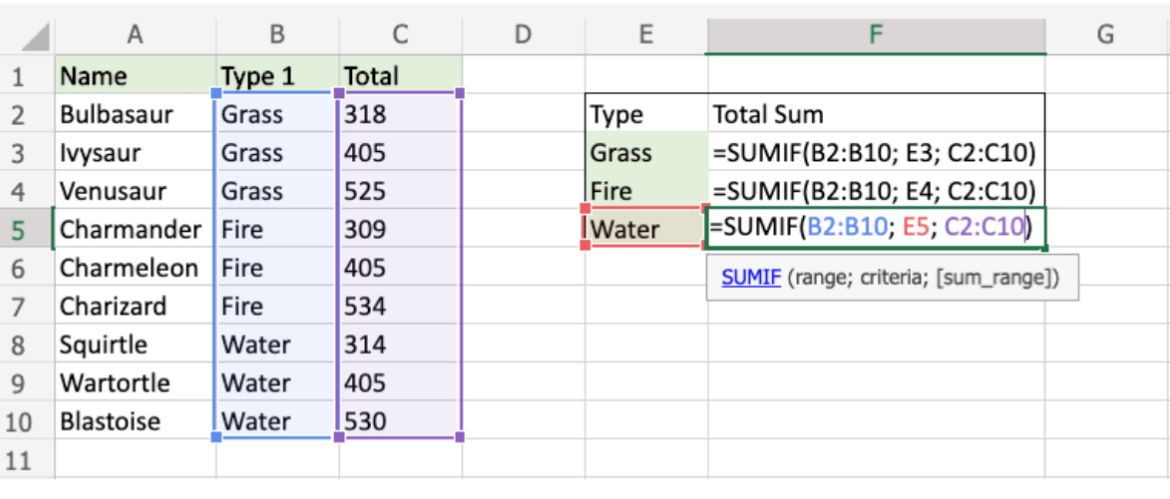 A B C D E F G
1 Name Type 1 Total
2 Bulbasaur Grass 318 Type Total Sum
3 Ivysaur Grass 405 Grass =SUMIF(B2:B10; E3; C2:C10)
4 Venusaur Grass 525 Fire =SUMIF(B2:B10; E4; C2:C10)
5 Charmander Fire 309 Water =SUMIF(B2:B10; E5; C2:C10)
6 Charmeleon Fire 405 SUMIF (range; criteria; [sum_range])
7 Charizard Fire 534
8 Squirtle Water 314
9 Wartortle Water 405
10 Blastoise Water 530
11